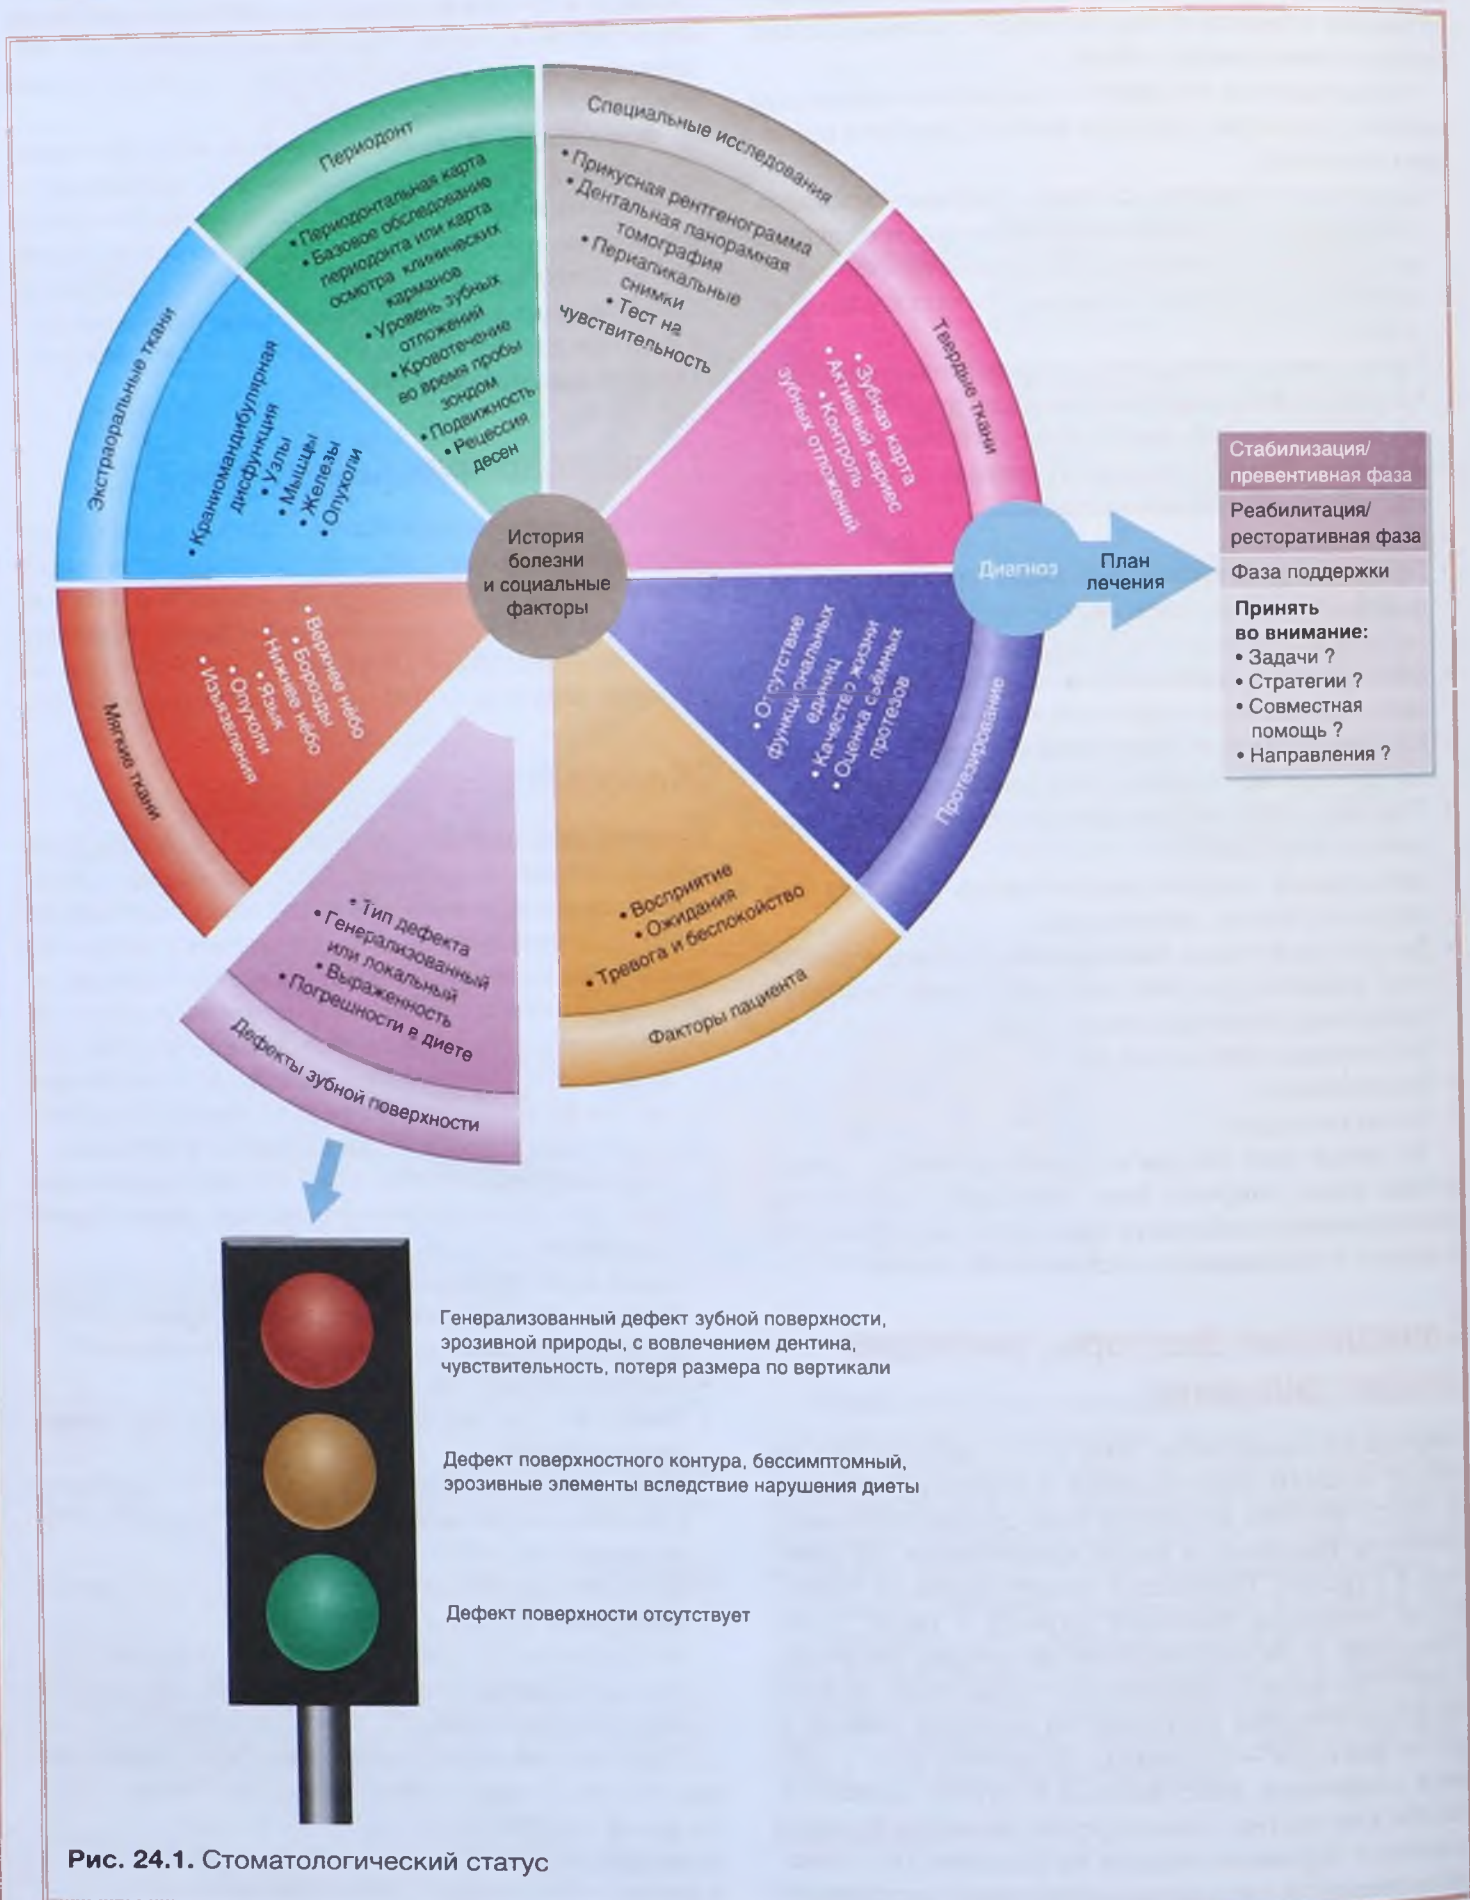 Периодонт
• Периодонтальная карта
• Базовое обследование
периодонта или карта
осмотра клинических
карманов
• Уровень зубных
отложений
• Кровотечение
во время пробы
зондом
• Подвижность
• Рецессия
десен
Специальные исследования
• Прикусная рентгенограмма
• Дентальная панорамная
томография
• Периапикальные
снимки
• Тест на
чувствительность
Твердые ткани
• Зубная карта
• Активный кариес
• Контроль
зубных отложений
Протезирование
• Отсутствие
функциональных
единиц
• Качество жизни
• Оценка съёмных
протезов
Факторы пациента
• Восприятие
• Ожидания
• Тревога и беспокойство
Дефекты зубной поверхности
• Тип дефекта
• Генерализованный
или локальный
• Выраженность
• Погрешности в диете
Мягкие ткани
• Верхнее нёбо
• Борозды
• Нижнее нёбо
• Язык
• Опухоли
• Изъязвления
Экстраоральные ткани
• Краниомандибулярная
дисфункция
• Узлы
• Мышцы
• Железы
• Опухоли
История
болезни
и социальные
факторы
Диагноз
План
лечения
Стабилизация/
превентивная фаза
Реабилитация/
ресторативная фаза
Фаза поддержки
Принять
во внимание:
• Задачи ?
• Стратегии ?
• Совместная
помощь ?
• Направления ?
Генерализованный дефект зубной поверхности,
эрозивной природы, с вовлечением дентина,
чувствительность, потеря размера по вертикали
Дефект поверхностного контура, бессимптомный,
эрозивные элементы вследствие нарушения диеты
Дефект поверхности отсутствует
Рис. 24.1. Стоматологический статус